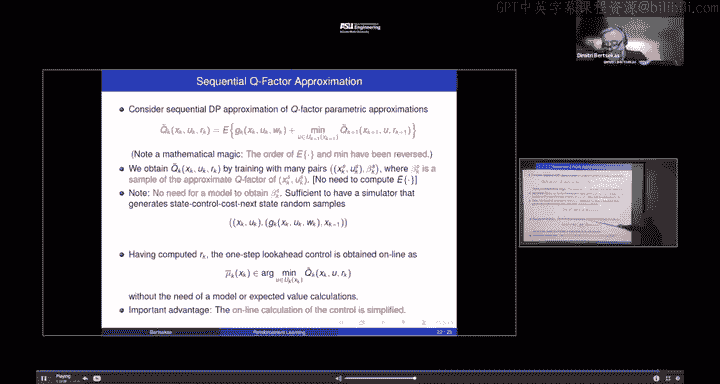 GPT中英字幕课程资源@bilibili.com
ASU Engineering
Dimitri Bertsekas
Sequential Q-Factor Approximation
Consider sequential DP approximation of Q-factor parametric approximations
Q̃ₖ(xₖ, uₖ, rₖ) = E{gₖ(xₖ, uₖ, wₖ) + min_{u∈Uₖ₊₁(xₖ₊₁)} Q̃ₖ₊₁(xₖ₊₁, u, rₖ₊₁)}
(Note a mathematical magic: The order of E{·} and min have been reversed.)
We obtain Q̃ₖ(xₖ, uₖ, rₖ) by training with many pairs ((xₖˢ, uₖˢ), βₖˢ), where βₖˢ is a
sample of the approximate Q-factor of (xₖˢ, uₖˢ). [No need to compute E{·}]
Note: No need for a model to obtain βₖˢ. Sufficient to have a simulator that
generates state-control-cost-next state random samples
((xₖ, uₖ), (gₖ(xₖ, uₖ, wₖ), xₖ₊₁))
Having computed rₖ, the one-step lookahead control is obtained on-line as
μ̄ₖ(xₖ) ∈ arg min_{u∈Uₖ(xₖ)} Q̃ₖ(xₖ, u, rₖ)
without the need of a model or expected value calculations.
Important advantage: The on-line calculation of the control is simplified.
Bertsekas Reinforcement Learning 22 / 25
Playing